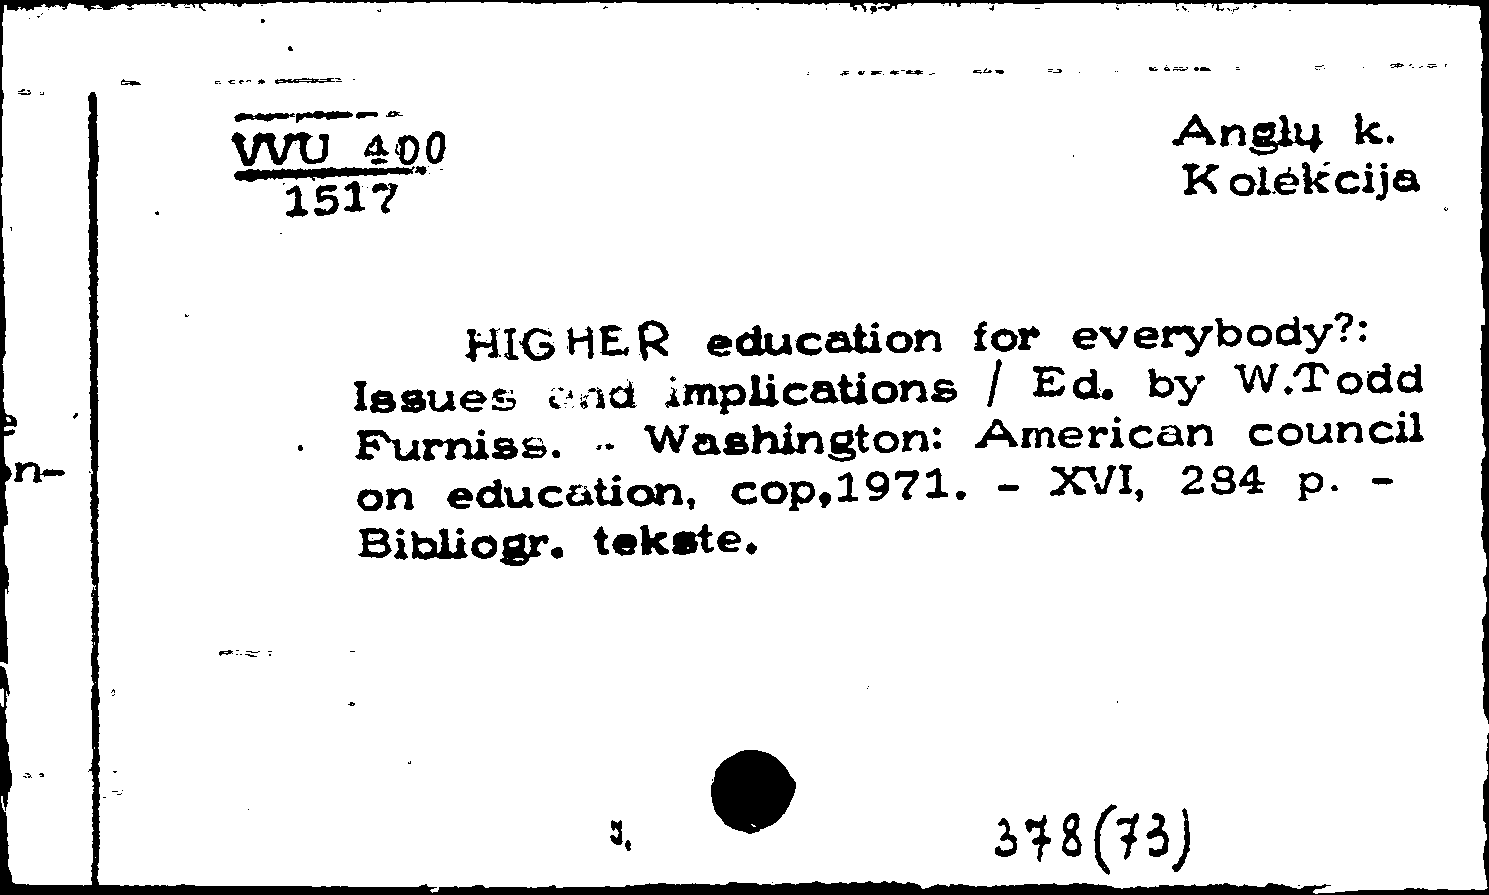 VVU 400
1517
Anglų k.
Kolekcija
HIGHER education for everybody?:
Issues and implications / Ed. by W.Todd
Furniss. - Washington: American council
on education, cop,1971. - XVI, 284 p. -
Bibliogr. tekste.
n-
378(73)